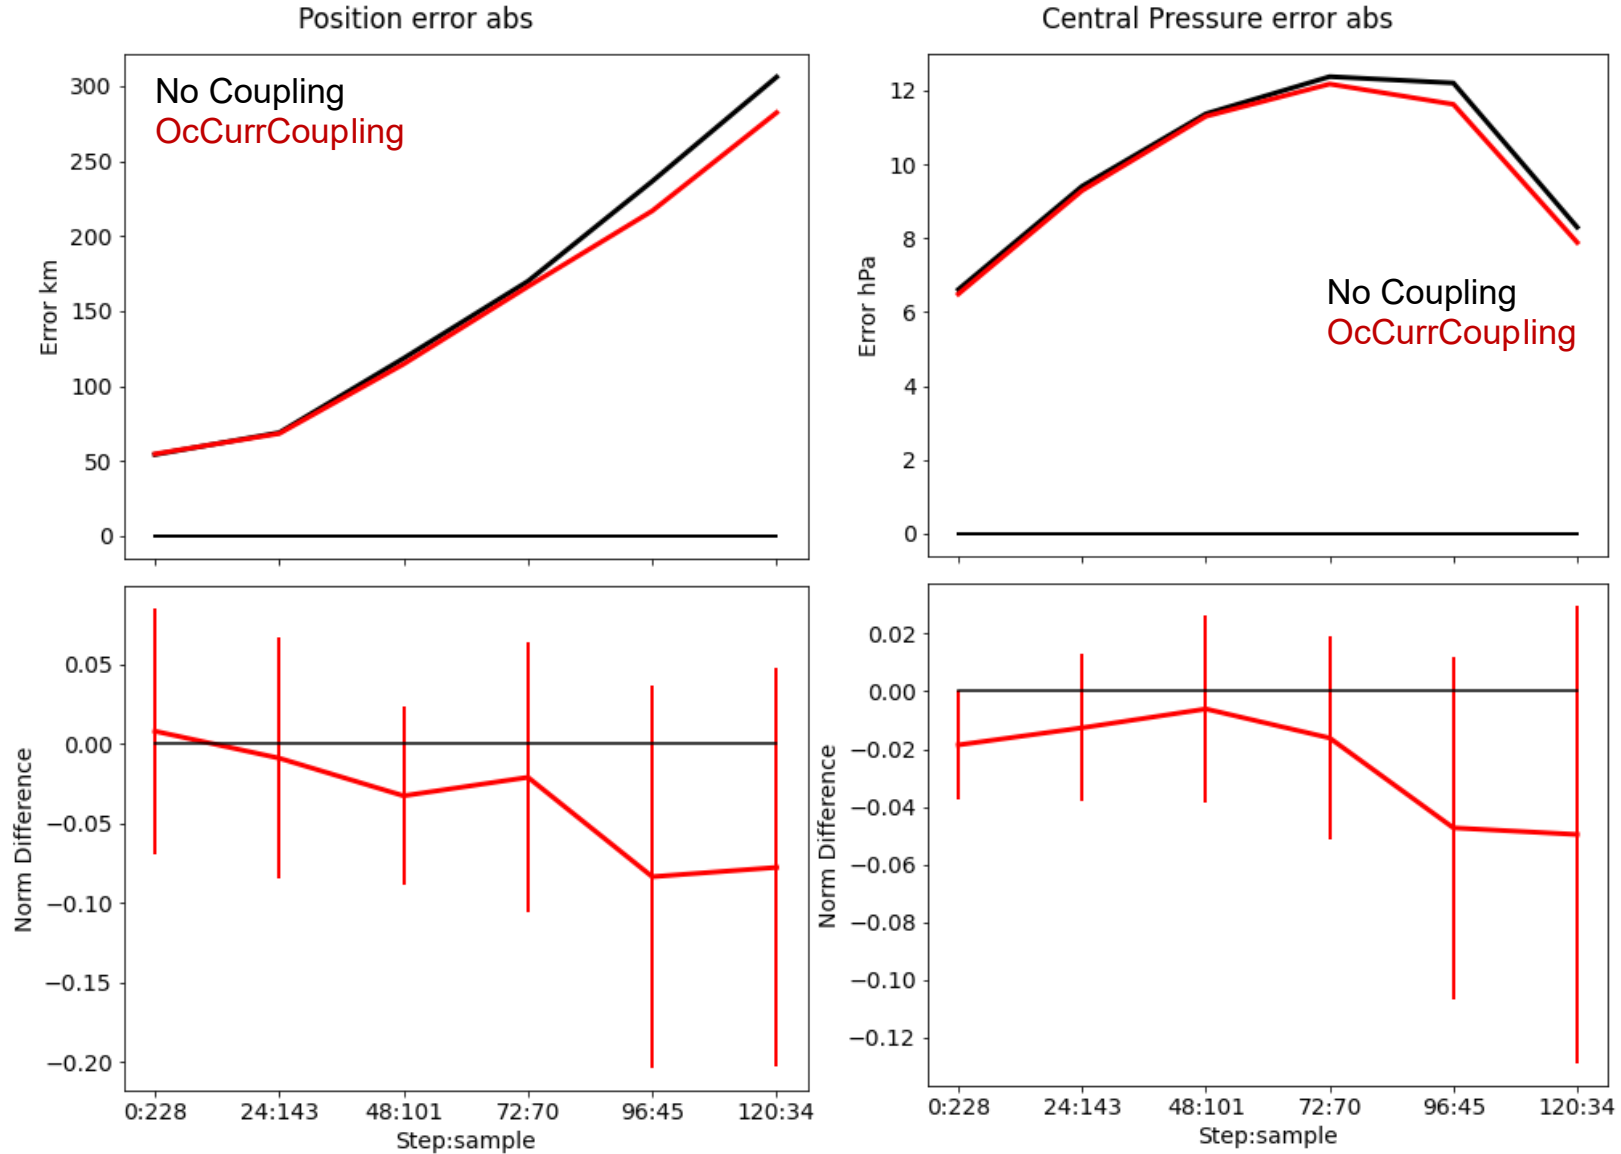 Position error abs
No Coupling
OcCurrCoupling
Error km
300
250
200
150
100
50
0
Central Pressure error abs
No Coupling
OcCurrCoupling
Error hPa
12
10
8
6
4
2
0
Norm Difference
0.05
0.00
−0.05
−0.10
−0.15
−0.20
0:228 24:143 48:101 72:70 96:45 120:34
Step:sample
Norm Difference
0.02
0.00
−0.02
−0.04
−0.06
−0.08
−0.10
−0.12
0:228 24:143 48:101 72:70 96:45 120:34
Step:sample